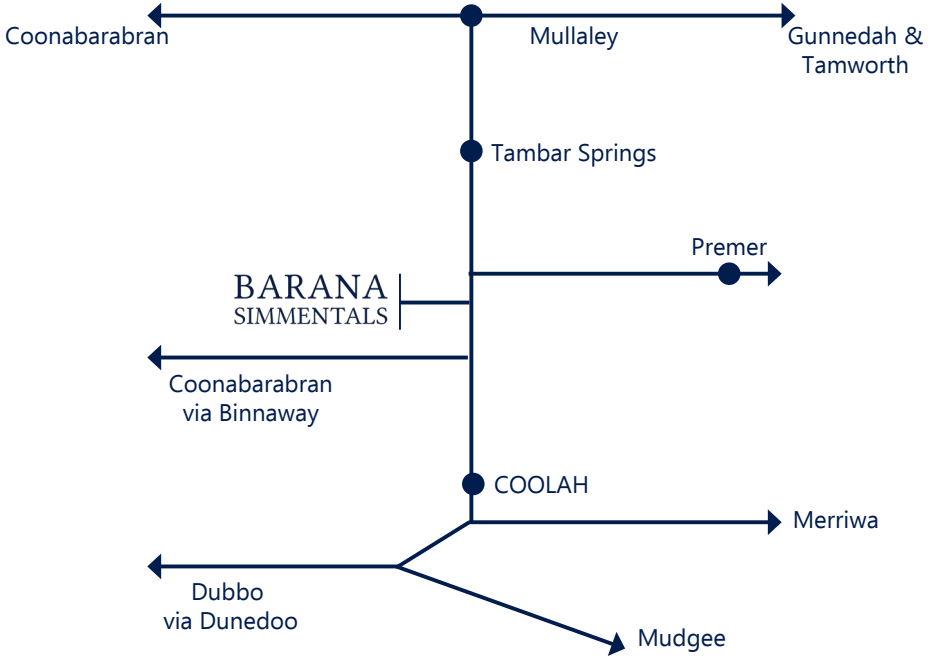 Coonabarabran
Mullaley
Gunnedah &
Tamworth
Tambar Springs
Premer
BARANA
SIMMENTALS
Coonabarabran
via Binnaway
COOLAH
Merriwa
Dubbo
via Dunedoo
Mudgee